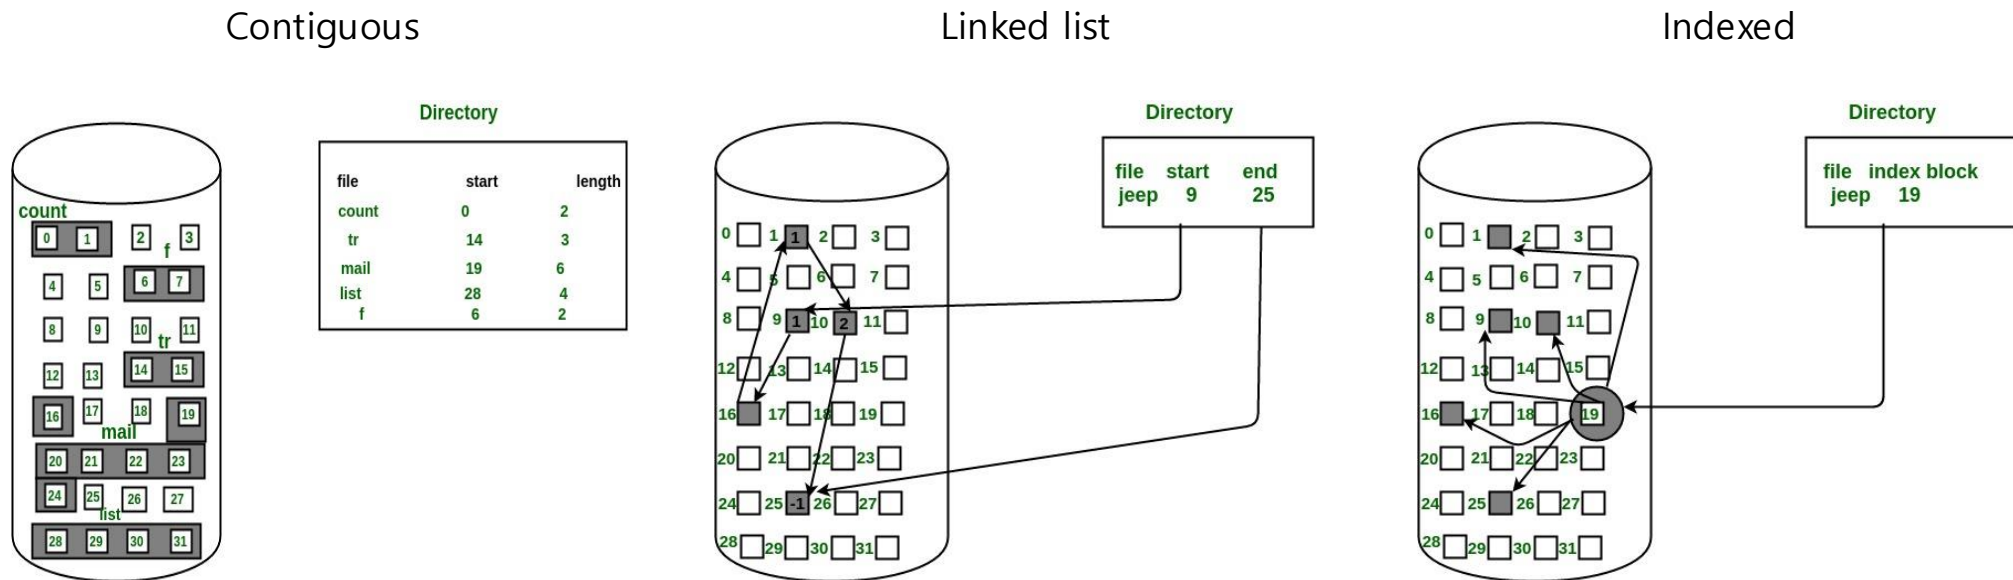 Contiguous
Linked list
Indexed
Directory
file start length
count 0 2
tr 14 3
mail 19 6
list 28 4
f 6 2
count
0 1 2 3
f
4 5 6 7
8 9 10 11
tr
12 13 14 15
16 17 18 19
mail
20 21 22 23
24 25 26 27
list
28 29 30 31
Directory
file start end
jeep 9 25
0 1 1 2 3
4 5 6 7
8 9 1 10 2 11
12 13 14 15
16 17 18 19
20 21 22 23
24 25 -1 26 27
28 29 30 31
Directory
file index block
jeep 19
0 1 2 3
4 5 6 7
8 9 10 11
12 13 14 15
16 17 18 19
20 21 22 23
24 25 26 27
28 29 30 31